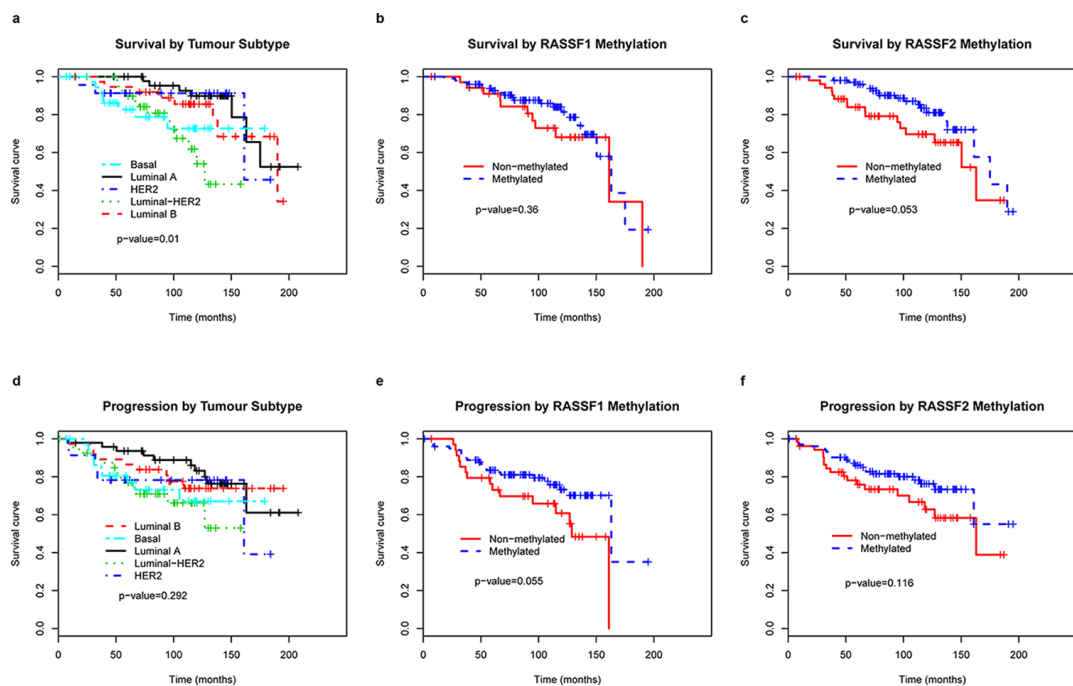 a
Survival by Tumour Subtype
Survival curve
1.0
0.8
0.6
0.4
0.2
0.0
Basal
Luminal A
HER2
Luminal-HER2
Luminal B
p-value=0.01
0 50 100 150 200
Time (months)
b
Survival by RASSF1 Methylation
Survival curve
1.0
0.8
0.6
0.4
0.2
0.0
Non-methylated
Methylated
p-value=0.36
0 50 100 150 200
Time (months)
c
Survival by RASSF2 Methylation
Survival curve
1.0
0.8
0.6
0.4
0.2
0.0
Non-methylated
Methylated
p-value=0.053
0 50 100 150 200
Time (months)
d
Progression by Tumour Subtype
Survival curve
1.0
0.8
0.6
0.4
0.2
0.0
Luminal B
Basal
Luminal A
Luminal-HER2
HER2
p-value=0.292
0 50 100 150 200
Time (months)
e
Progression by RASSF1 Methylation
Survival curve
1.0
0.8
0.6
0.4
0.2
0.0
Non-methylated
Methylated
p-value=0.055
0 50 100 150 200
Time (months)
f
Progression by RASSF2 Methylation
Survival curve
1.0
0.8
0.6
0.4
0.2
0.0
Non-methylated
Methylated
p-value=0.116
0 50 100 150 200
Time (months)